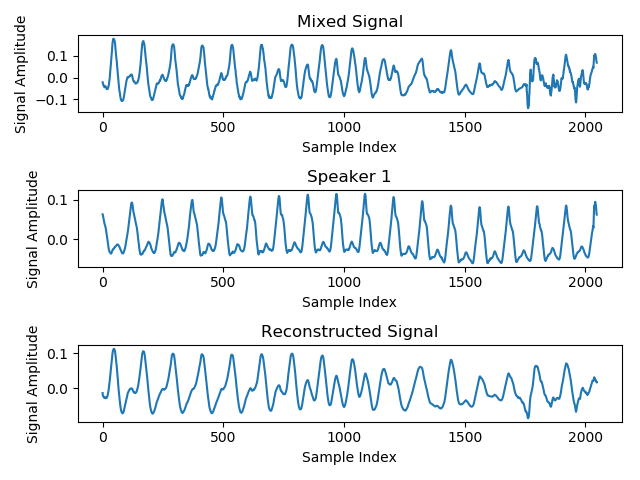 Mixed Signal
Signal Amplitude
0.1
0.0
−0.1
0
500
1000
1500
2000
Sample Index
Speaker 1
Signal Amplitude
0.1
0.0
0
500
1000
1500
2000
Sample Index
Reconstructed Signal
Signal Amplitude
0.1
0.0
0
500
1000
1500
2000
Sample Index